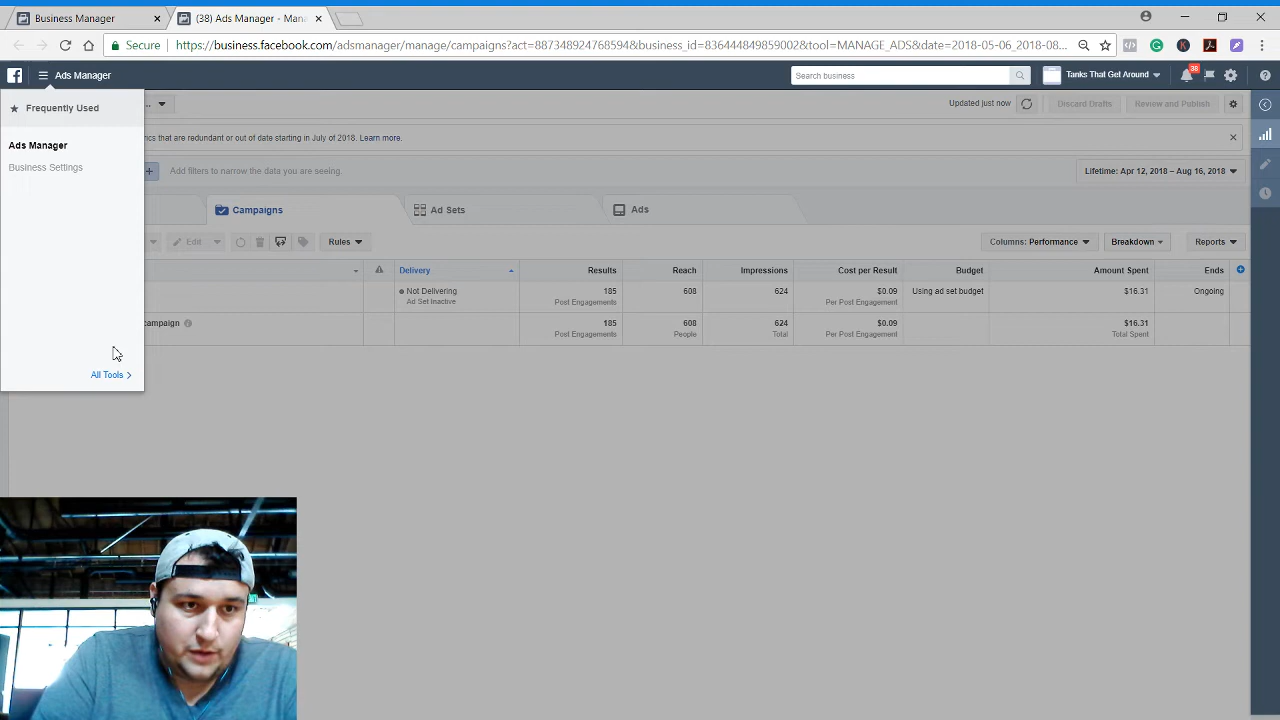 Business Manager
(38) Ads Manager - Mana
Secure
https://business.facebook.com/adsmanager/manage/campaigns?act=887348924768594&business_id=836444849859002&tool=MANAGE_ADS&date=2018-05-06_2018-08...
Ads Manager
Search business
Tanks That Get Around
38
Frequently Used
Ads Manager
Business Settings
All Tools
...
Updated just now
Discard Drafts
Review and Publish
trics that are redundant or out of date starting in July of 2018. Learn more.
Add filters to narrow the data you are seeing.
Lifetime: Apr 12, 2018 – Aug 16, 2018
Campaigns
Ad Sets
Ads
Edit
Rules
Columns: Performance
Breakdown
Reports
Delivery
Results
Reach
Impressions
Cost per Result
Budget
Amount Spent
Ends
Not Delivering
Ad Set Inactive
185
Post Engagements
608
624
$0.09
Per Post Engagement
Using ad set budget
$16.31
Ongoing
campaign
185
Post Engagements
608
People
624
Total
$0.09
Per Post Engagement
$16.31
Total Spent